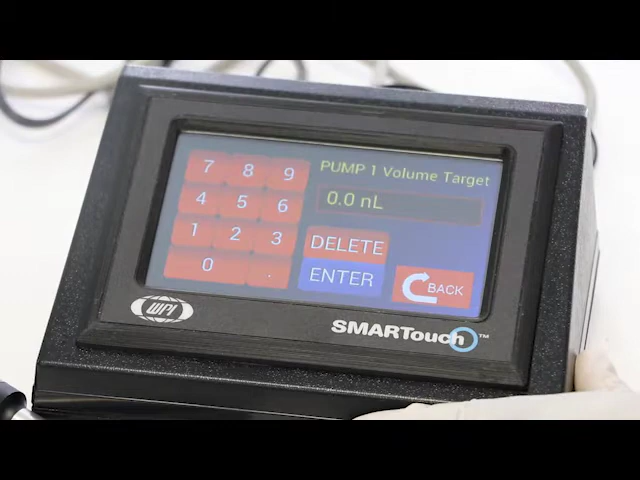 PUMP 1 Volume Target
0.0 nL
7 8 9
4 5 6
1 2 3
0 .
DELETE
ENTER
BACK
WPI
SMARTouch™